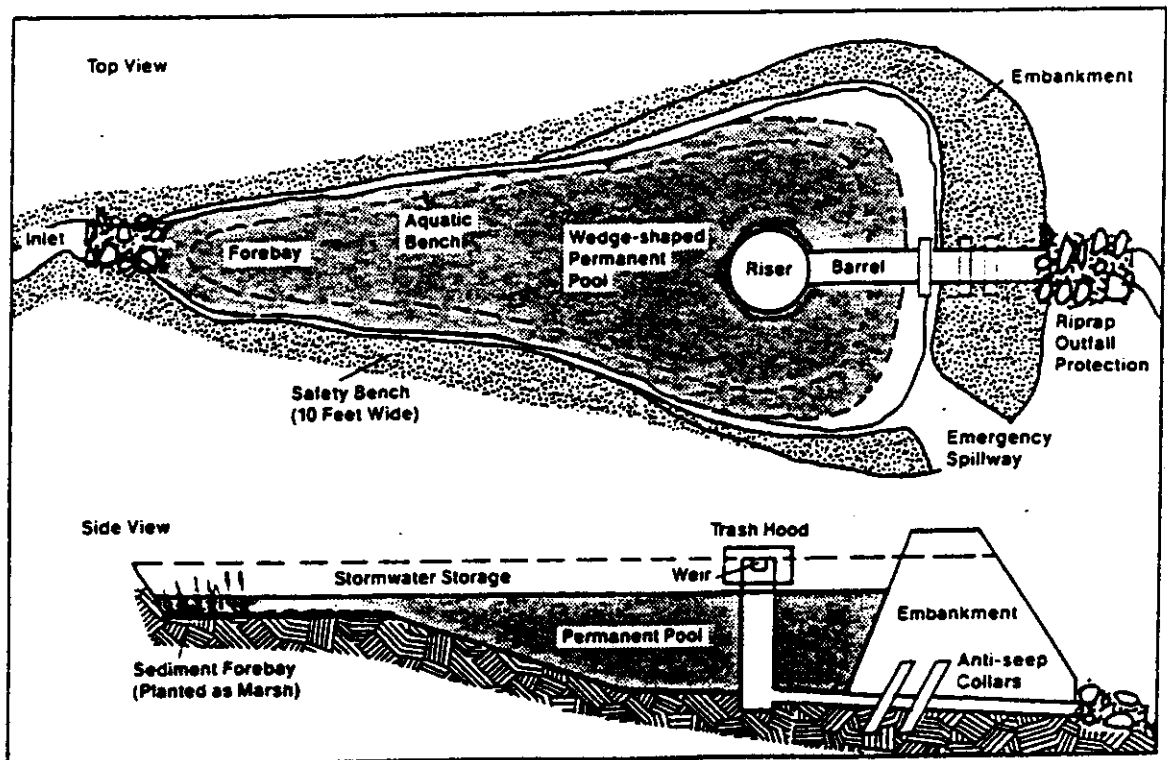 Top View
Embankment
Inlet
Forebay
Aquatic
Bench
Wedge-shaped
Permanent
Pool
Riser
Barrel
Riprap
Outfall
Protection
Safety Bench
(10 Feet Wide)
Emergency
Spillway
Side View
Trash Hood
Stormwater Storage
Weir
Permanent Pool
Embankment
Sediment Forebay
(Planted as Marsh)
Anti-seep
Collars